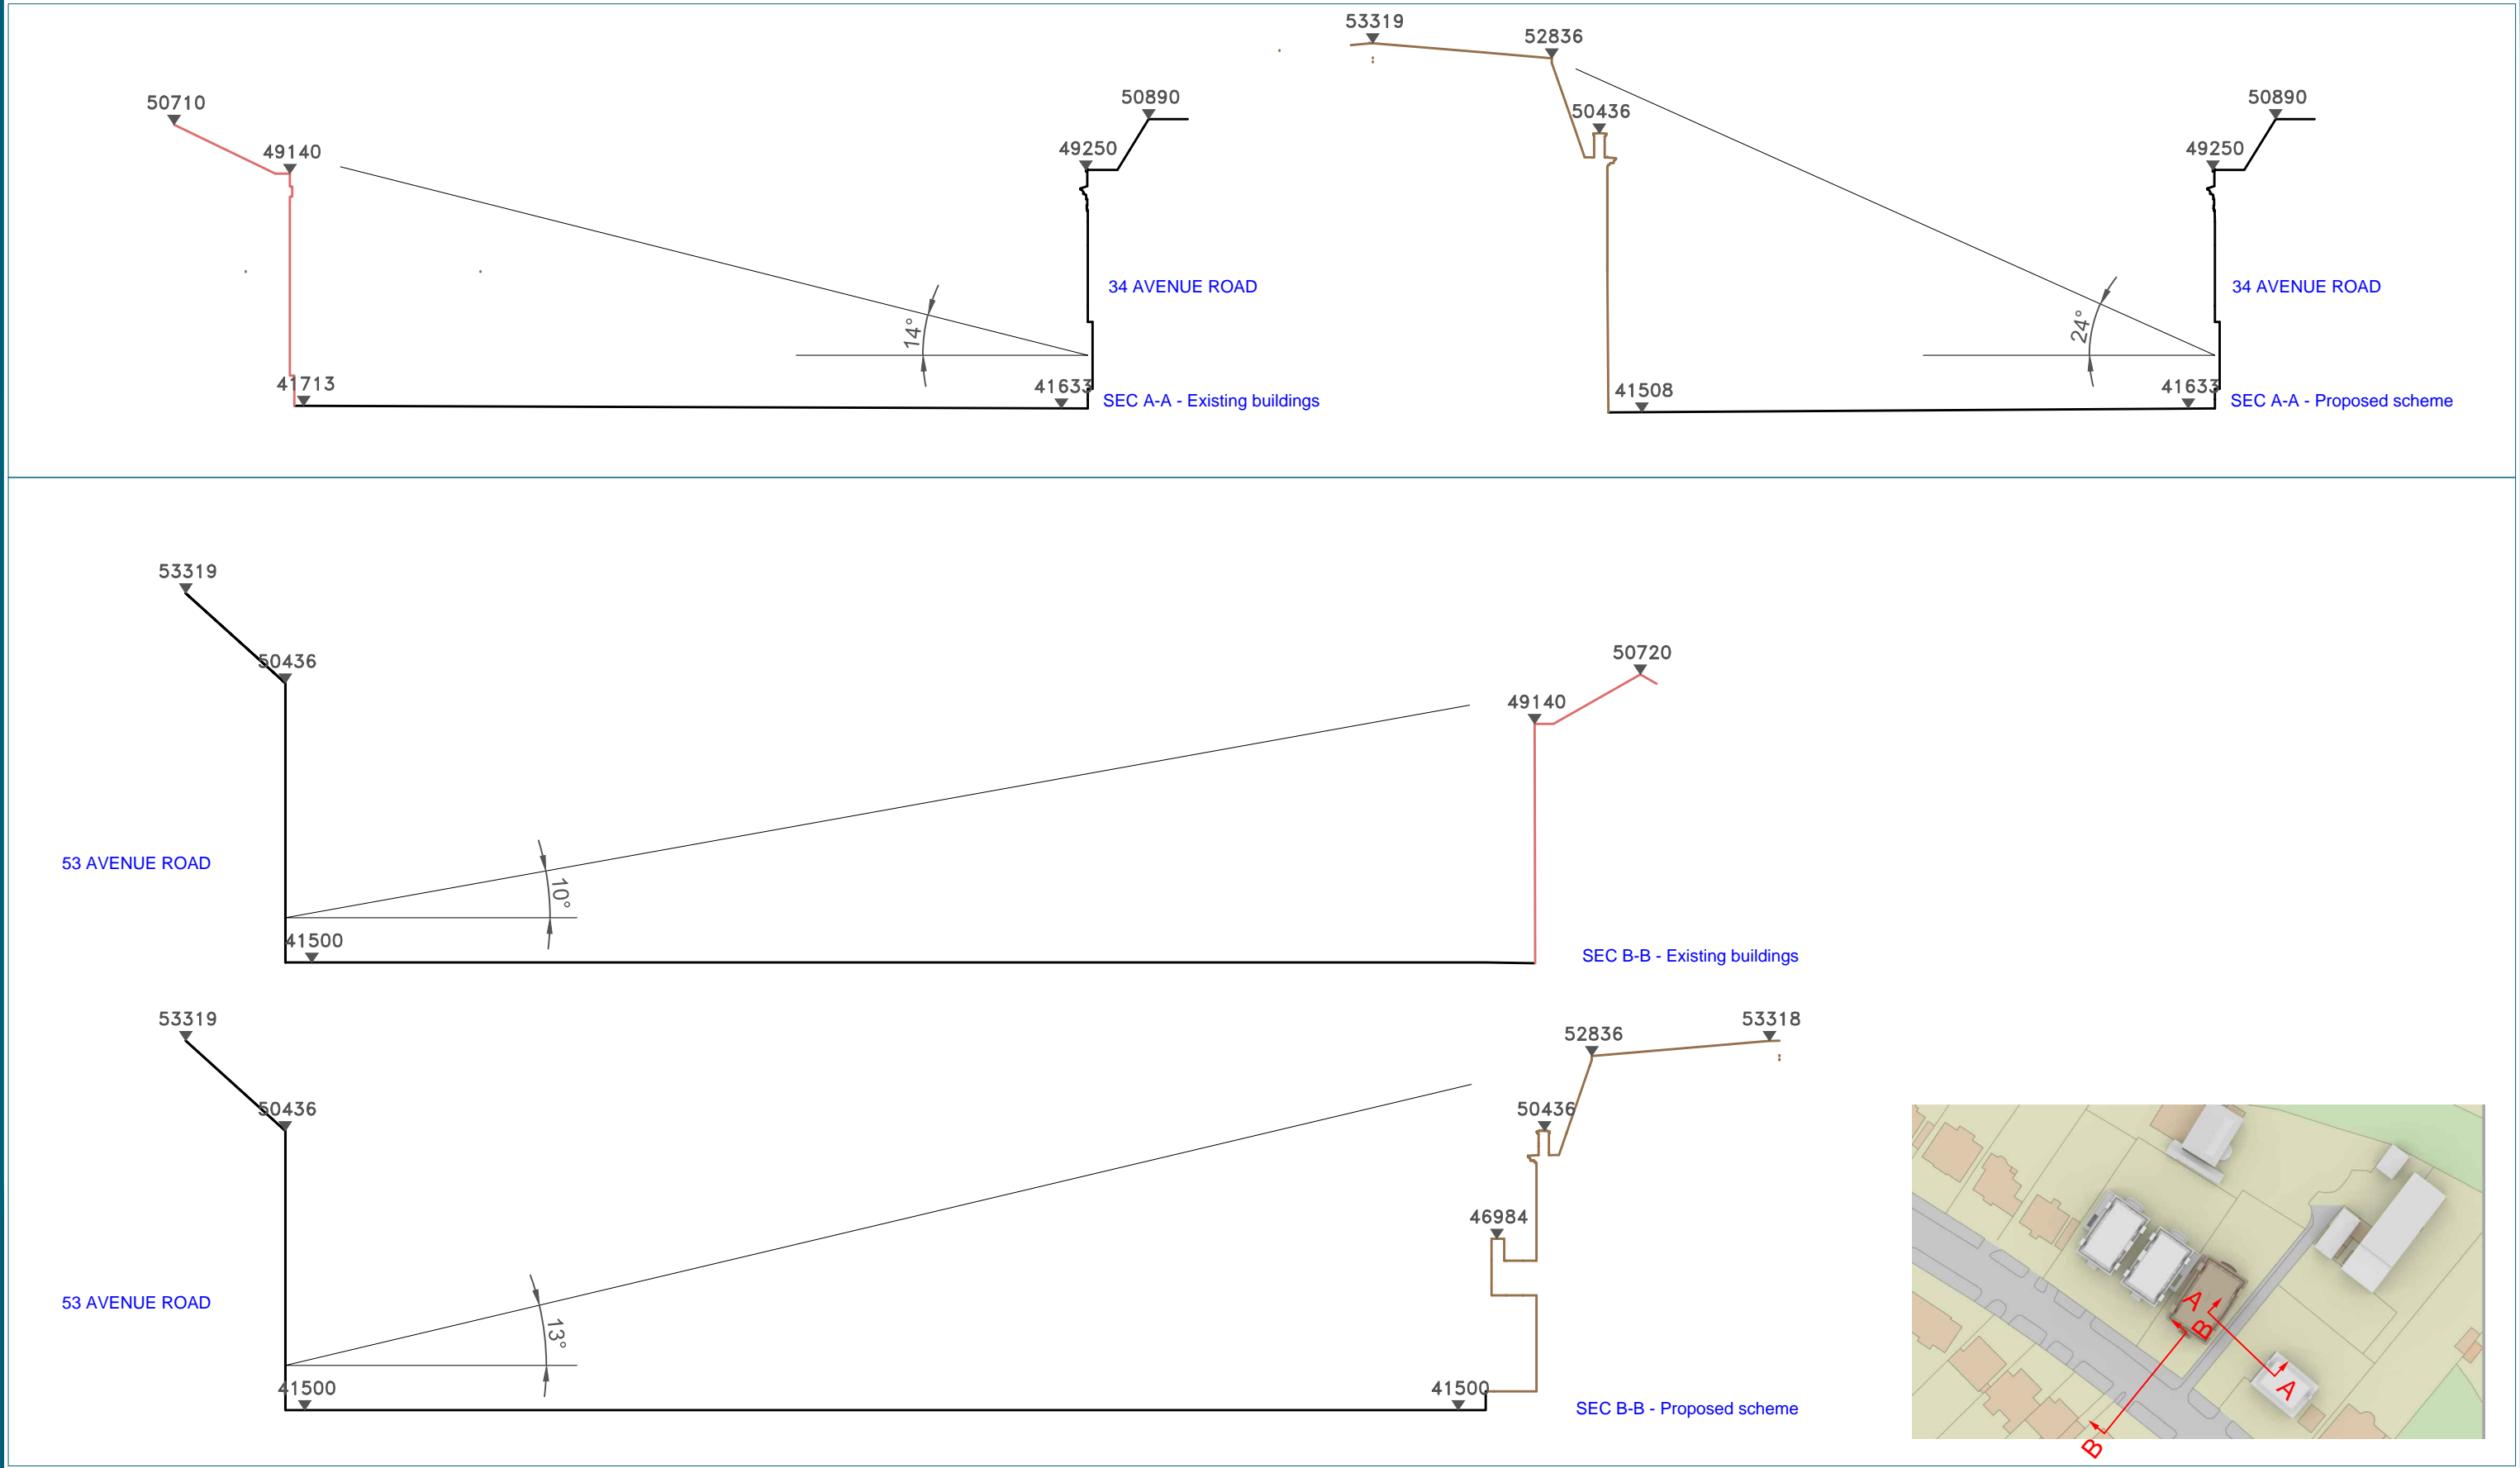 50710
49140
14°
41713
41633
49250
50890
34 AVENUE ROAD
SEC A-A - Existing buildings
53319
52836
50436
24°
41508
41633
49250
50890
34 AVENUE ROAD
SEC A-A - Proposed scheme
53319
50436
53 AVENUE ROAD
10°
41500
49140
50720
SEC B-B - Existing buildings
53319
50436
53 AVENUE ROAD
13°
41500
41500
46984
50436
52836
53318
SEC B-B - Proposed scheme
A
B
A
B